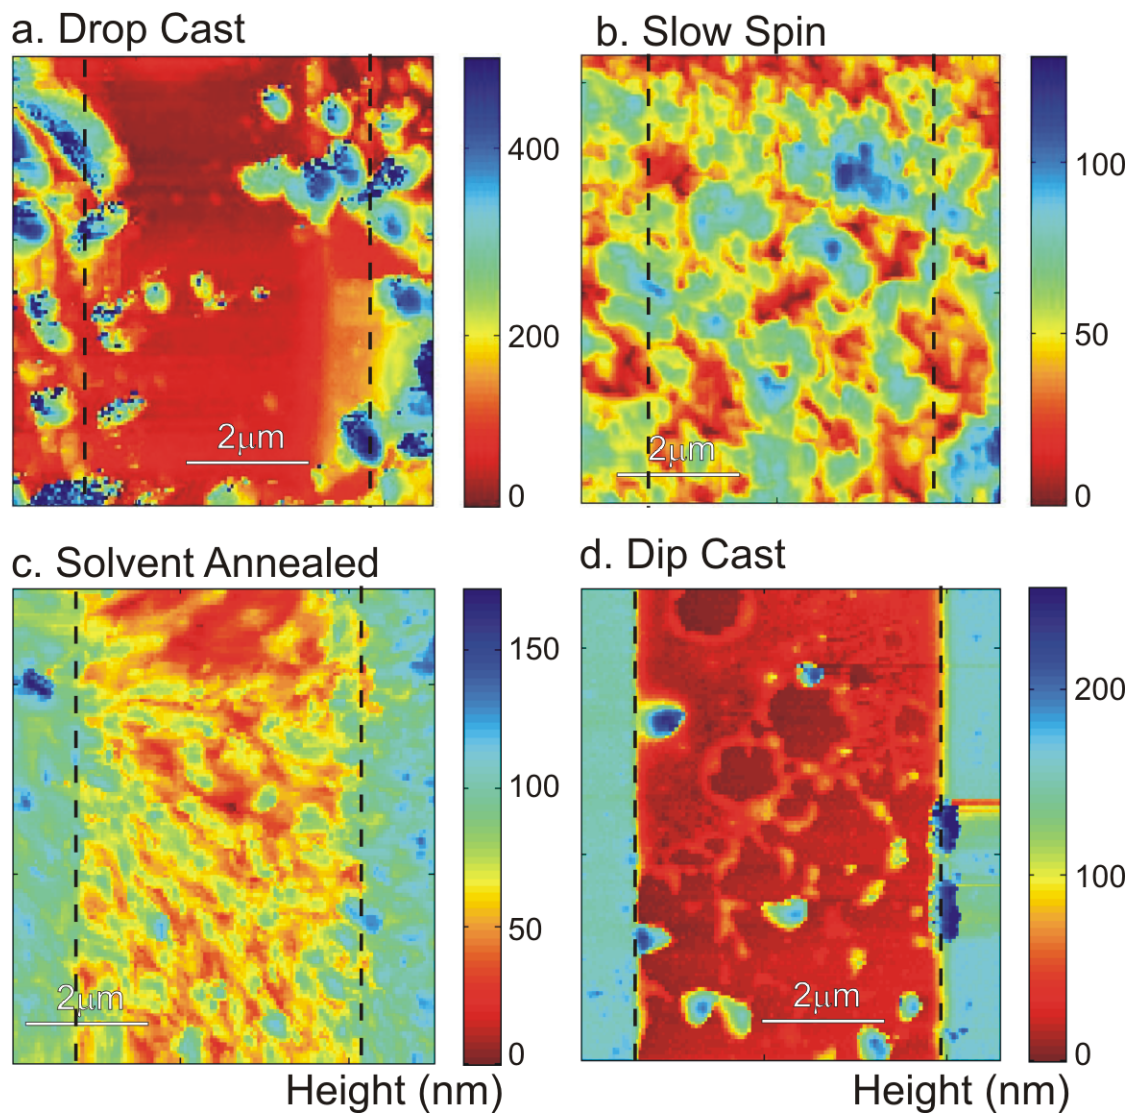 a. Drop Cast
400
200
0
2μm
b. Slow Spin
100
50
0
2μm
c. Solvent Annealed
150
100
50
0
2μm
Height (nm)
d. Dip Cast
200
100
0
2μm
Height (nm)